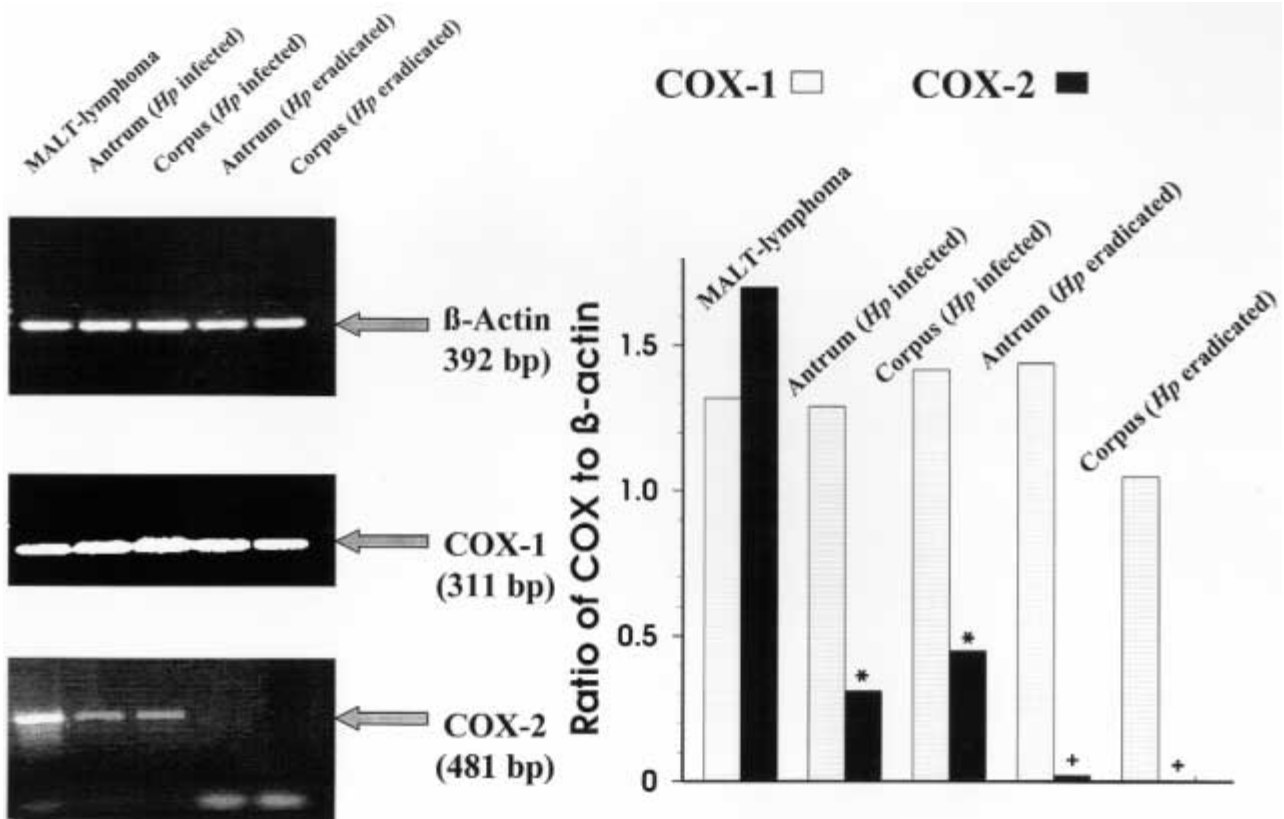 MALT-lymphoma
Antrum (Hp infected)
Corpus (Hp infected)
Antrum (Hp eradicated)
Corpus (Hp eradicated)
ß-Actin
392 bp)
COX-1
(311 bp)
COX-2
(481 bp)
COX-1
COX-2
Ratio of COX to ß-actin
1.5
1.0
0.5
0
MALT-lymphoma
Antrum (Hp infected)
Corpus (Hp infected)
Antrum (Hp eradicated)
Corpus (Hp eradicated)
*
*
+
+